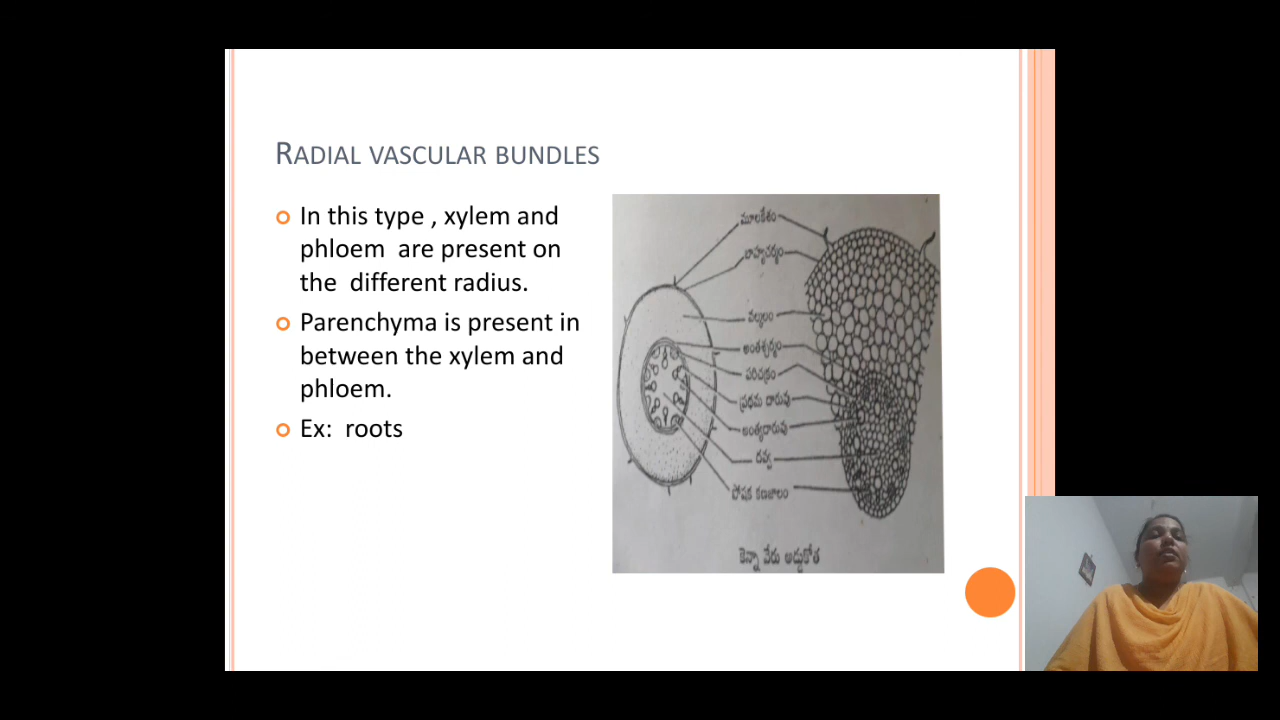 RADIAL VASCULAR BUNDLES
In this type , xylem and
phloem are present on
the different radius.
Parenchyma is present in
between the xylem and
phloem.
Ex: roots
మూలకేశం
బాహ్యచర్మం
వల్కలం
అంతశ్చర్మం
పరిచక్రం
ప్రథమ దారువు
అంత్యదారువు
దవ్వ
పోషక కణజాలం
కెన్నా వేరు అడ్డుకోత